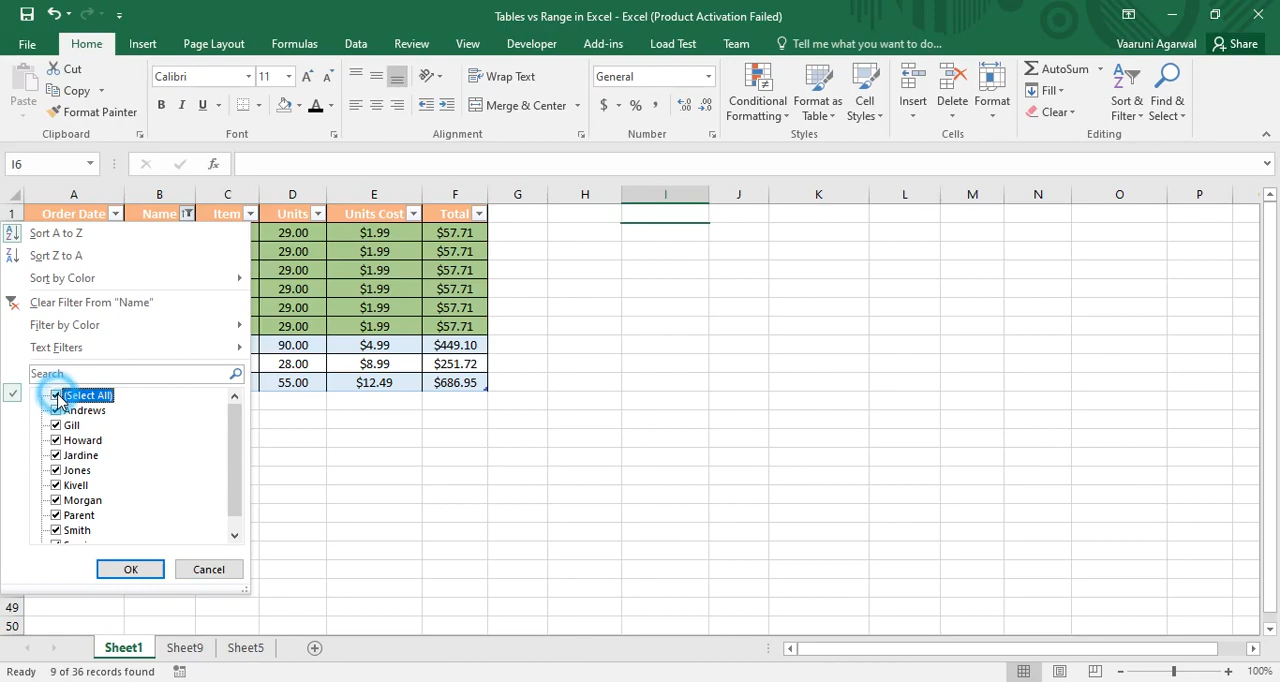 Tables vs Range in Excel - Excel (Product Activation Failed)
File Home Insert Page Layout Formulas Data Review View Developer Add-ins Load Test Team Tell me what you want to do... Vaaruni Agarwal Share
Paste
Cut
Copy
Format Painter
Clipboard
Calibri 11
B I U
Font
Wrap Text
Merge & Center
Alignment
General
$ % ,
Number
Conditional Formatting
Format as Table
Cell Styles
Styles
Insert
Delete
Format
Cells
AutoSum
Fill
Clear
Sort & Filter
Find & Select
Editing
I6
fx
A B C D E F G H I J K L M N O P
1 Order Date Name Item Units Units Cost Total
29.00 $1.99 $57.71
29.00 $1.99 $57.71
29.00 $1.99 $57.71
29.00 $1.99 $57.71
29.00 $1.99 $57.71
29.00 $1.99 $57.71
90.00 $4.99 $449.10
28.00 $8.99 $251.72
55.00 $12.49 $686.95
Sort A to Z
Sort Z to A
Sort by Color
Clear Filter From "Name"
Filter by Color
Text Filters
Search
(Select All)
Andrews
Gill
Howard
Jardine
Jones
Kivell
Morgan
Parent
Smith
OK Cancel
49
50
Sheet1 Sheet9 Sheet5
Ready 9 of 36 records found 100%